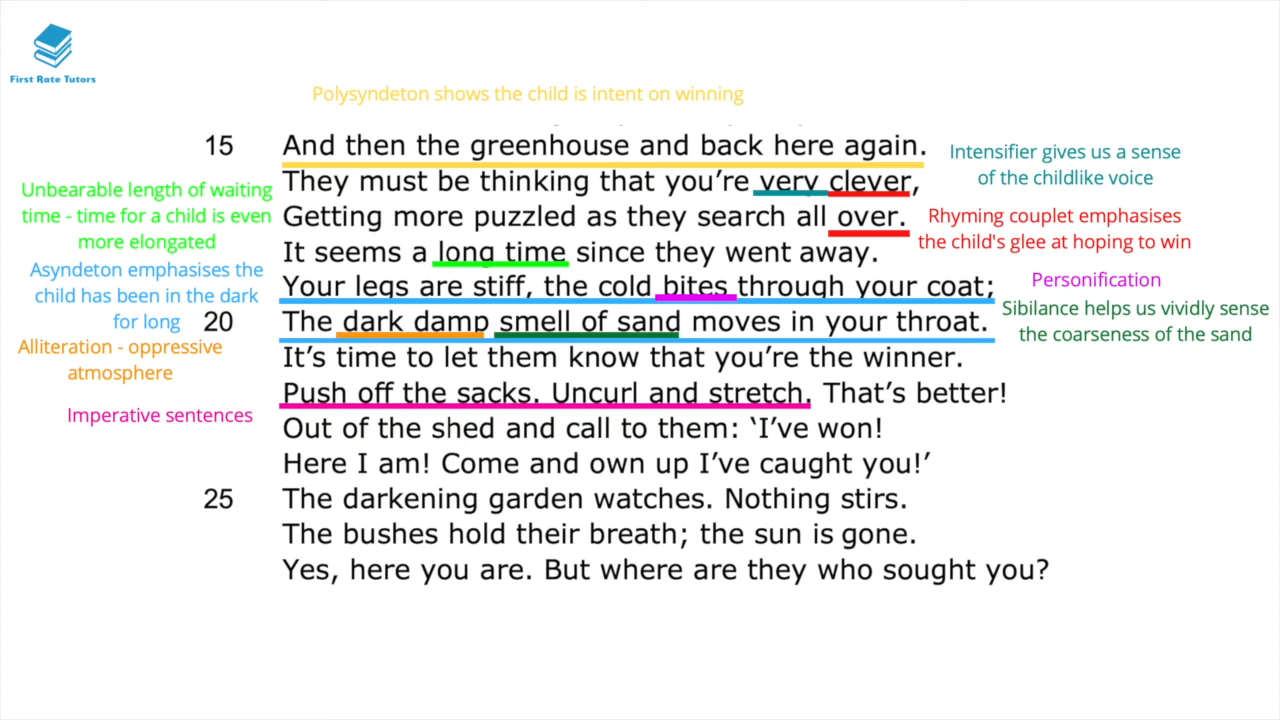 First Rate Tutors
Polysyndeton shows the child is intent on winning
15 And then the greenhouse and back here again.
Intensifier gives us a sense
of the childlike voice
They must be thinking that you're very clever,
Unbearable length of waiting
time - time for a child is even
more elongated
Getting more puzzled as they search all over.
Rhyming couplet emphasises
the child's glee at hoping to win
It seems a long time since they went away.
Asyndeton emphasises the
child has been in the dark
for long
Your legs are stiff, the cold bites through your coat;
Personification
Sibilance helps us vividly sense
the coarseness of the sand
20 The dark damp smell of sand moves in your throat.
Alliteration - oppressive
atmosphere
It's time to let them know that you're the winner.
Push off the sacks. Uncurl and stretch. That's better!
Imperative sentences
Out of the shed and call to them: ‘I've won!
Here I am! Come and own up I've caught you!’
25 The darkening garden watches. Nothing stirs.
The bushes hold their breath; the sun is gone.
Yes, here you are. But where are they who sought you?